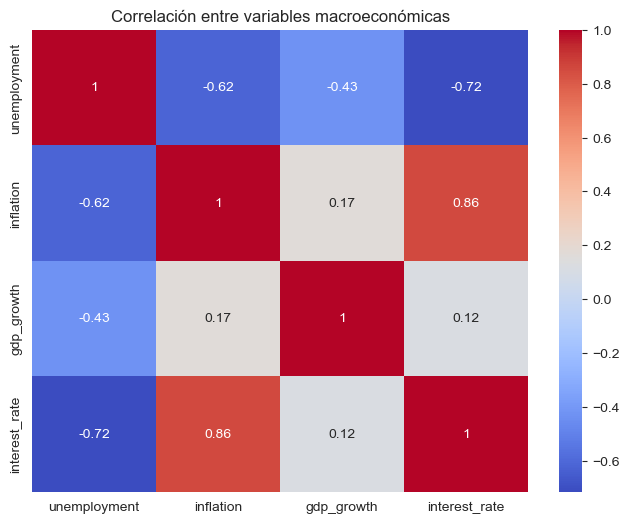 Correlación entre variables macroeconómicas
unemployment
1
-0.62
-0.43
-0.72
inflation
-0.62
1
0.17
0.86
gdp_growth
-0.43
0.17
1
0.12
interest_rate
-0.72
0.86
0.12
1
unemployment
inflation
gdp_growth
interest_rate
1.0
0.8
0.6
0.4
0.2
0.0
−0.2
−0.4
−0.6